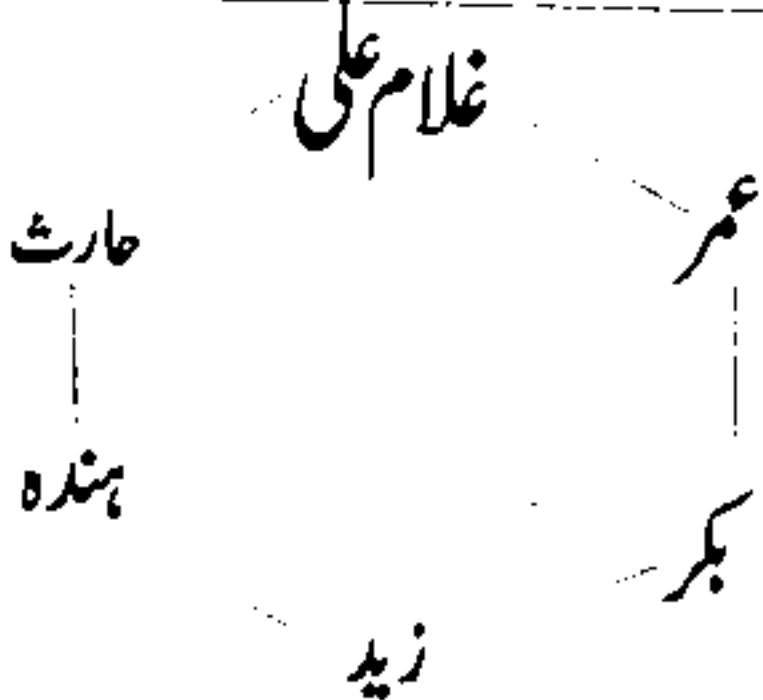 غلام علی
عمر
حارث
ہندہ
بکر
زید